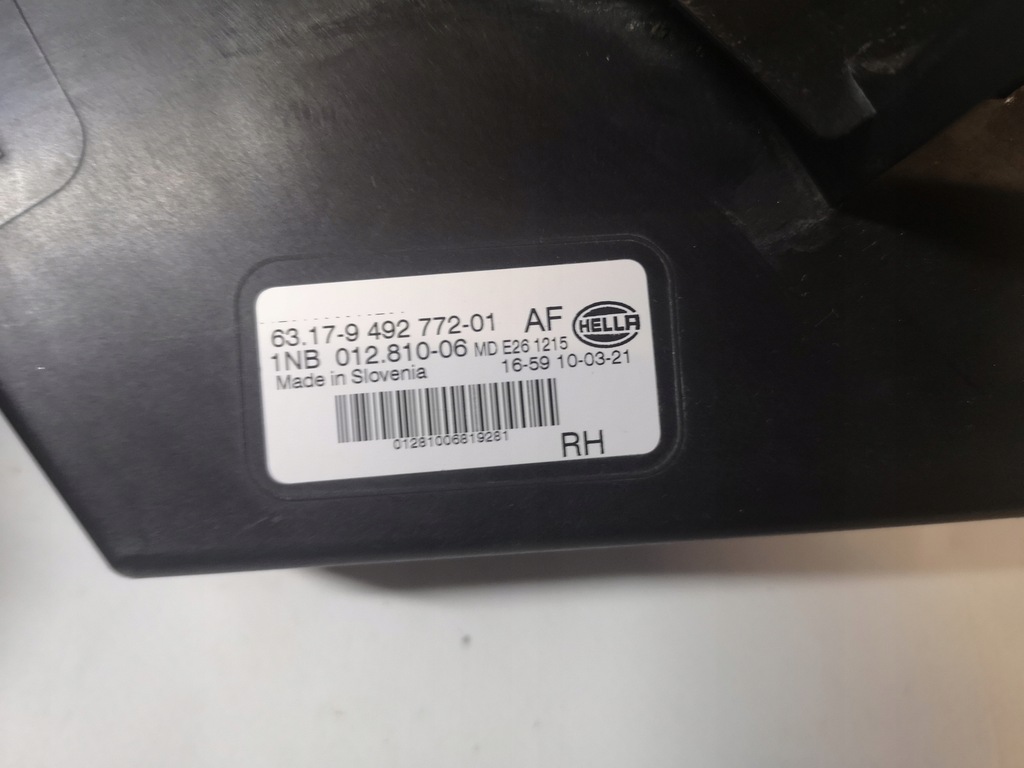 63.17-9 492 772-01 AF HELLA
1NB 012.810-06 MD E26 1215
Made in Slovenia 16-59 10-03-21
01281006819281
RH